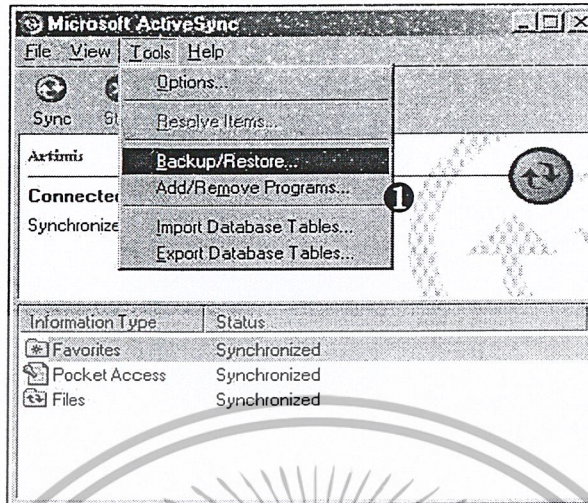 Microsoft ActiveSync
File View Tools Help
Options...
Sync
Resolve Items...
Artimis
Backup/Restore...
Connected
Add/Remove Programs...
❶
Synchronize
Import Database Tables...
Export Database Tables...
Information Type Status
Favorites Synchronized
Pocket Access Synchronized
Files Synchronized